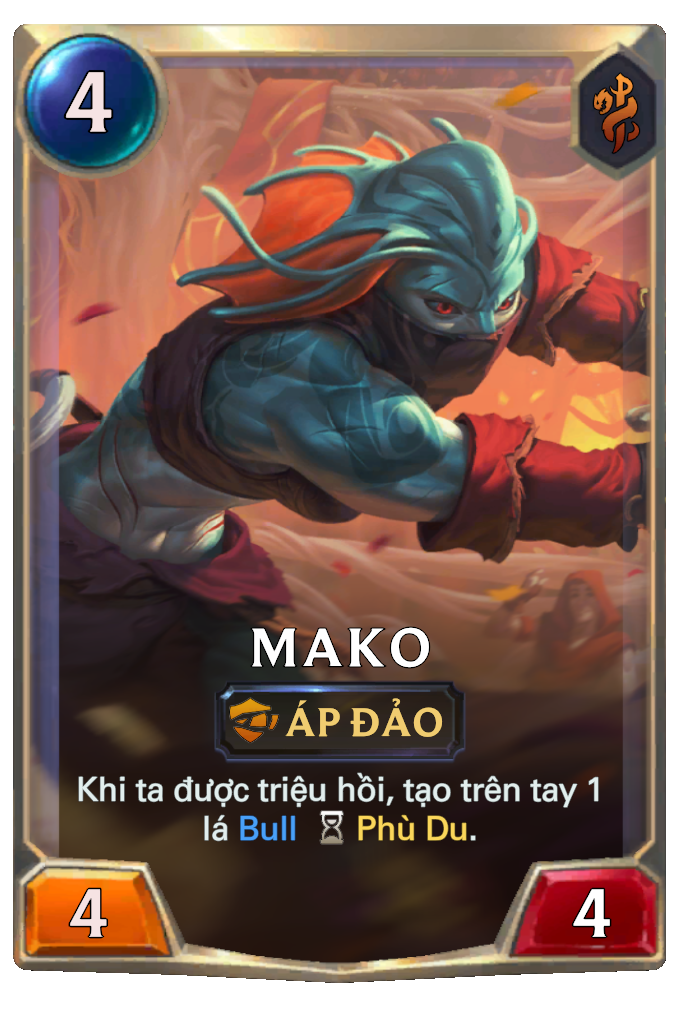 4
MAKO
ÁP ĐẢO
Khi ta được triệu hồi, tạo trên tay 1
lá Bull Phù Du.
4
4